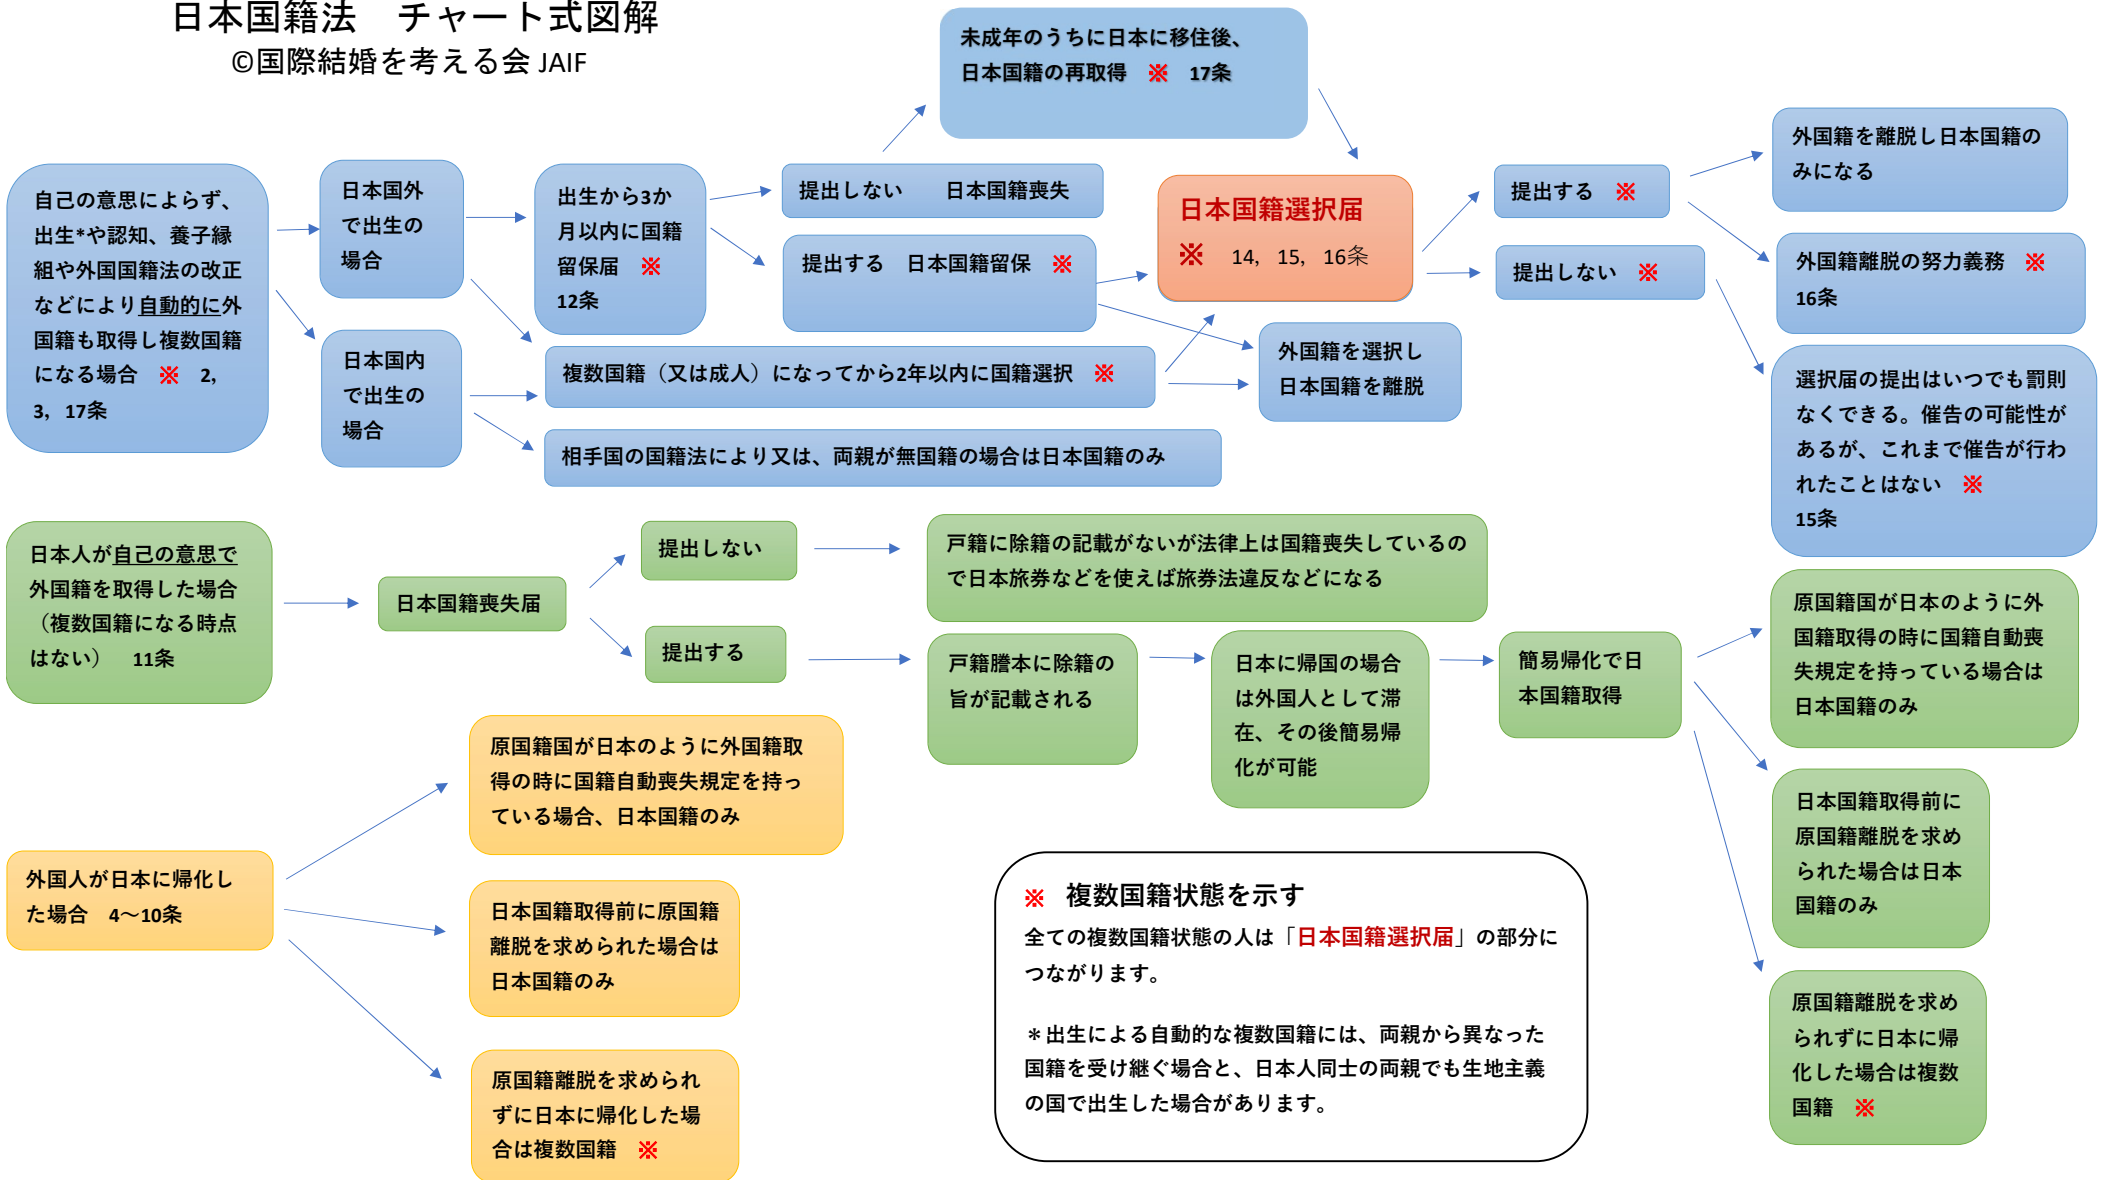 日本国籍法　チャート式図解
©国際結婚を考える会 JAIF
未成年のうちに日本に移住後、
日本国籍の再取得　※　17条
自己の意思によらず、
出生*や認知、養子縁
組や外国国籍法の改正
などにより自動的に外
国籍も取得し複数国籍
になる場合　※　2,
3,　17条
日本国外
で出生の
場合
日本国内
で出生の
場合
出生から3か
月以内に国籍
留保届　※
12条
提出しない　　日本国籍喪失
提出する　日本国籍留保　※
複数国籍（又は成人）になってから2年以内に国籍選択　※
相手国の国籍法により又は、両親が無国籍の場合は日本国籍のみ
日本国籍選択届
※　14,　15,　16条
外国籍を選択し
日本国籍を離脱
提出する　※
提出しない　※
外国籍を離脱し日本国籍の
みになる
外国籍離脱の努力義務　※
16条
選択届の提出はいつでも罰則
なくできる。催告の可能性が
あるが、これまで催告が行わ
れたことはない　※
15条
日本人が自己の意思で
外国籍を取得した場合
（複数国籍になる時点
はない）　11条
日本国籍喪失届
提出しない
提出する
戸籍に除籍の記載がないが法律上は国籍喪失しているの
で日本旅券などを使えば旅券法違反などになる
戸籍謄本に除籍の
旨が記載される
日本に帰国の場合
は外国人として滞
在、その後簡易帰
化が可能
簡易帰化で日
本国籍取得
原国籍国が日本のように外
国籍取得の時に国籍自動喪
失規定を持っている場合は
日本国籍のみ
日本国籍取得前に
原国籍離脱を求め
られた場合は日本
国籍のみ
原国籍離脱を求め
られずに日本に帰
化した場合は複数
国籍　※
外国人が日本に帰化し
た場合　4～10条
原国籍国が日本のように外国籍取
得の時に国籍自動喪失規定を持っ
ている場合、日本国籍のみ
日本国籍取得前に原国籍
離脱を求められた場合は
日本国籍のみ
原国籍離脱を求められ
ずに日本に帰化した場
合は複数国籍　※
※　複数国籍状態を示す
全ての複数国籍状態の人は「日本国籍選択届」の部分に
つながります。
＊出生による自動的な複数国籍には、両親から異なった
国籍を受け継ぐ場合と、日本人同士の両親でも生地主義
の国で出生した場合があります。